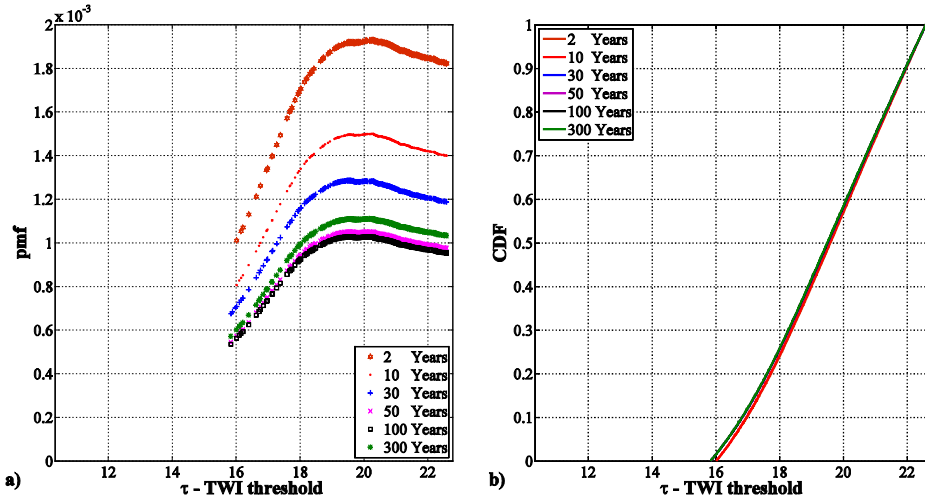 x 10⁻³
2
1.8
1.6
1.4
1.2
1
0.8
0.6
0.4
0.2
0
pmf
12 14 16 18 20 22
τ - TWI threshold
a)
2 Years
10 Years
30 Years
50 Years
100 Years
300 Years
1
0.9
0.8
0.7
0.6
0.5
0.4
0.3
0.2
0.1
0
CDF
12 14 16 18 20 22
τ - TWI threshold
b)
2 Years
10 Years
30 Years
50 Years
100 Years
300 Years